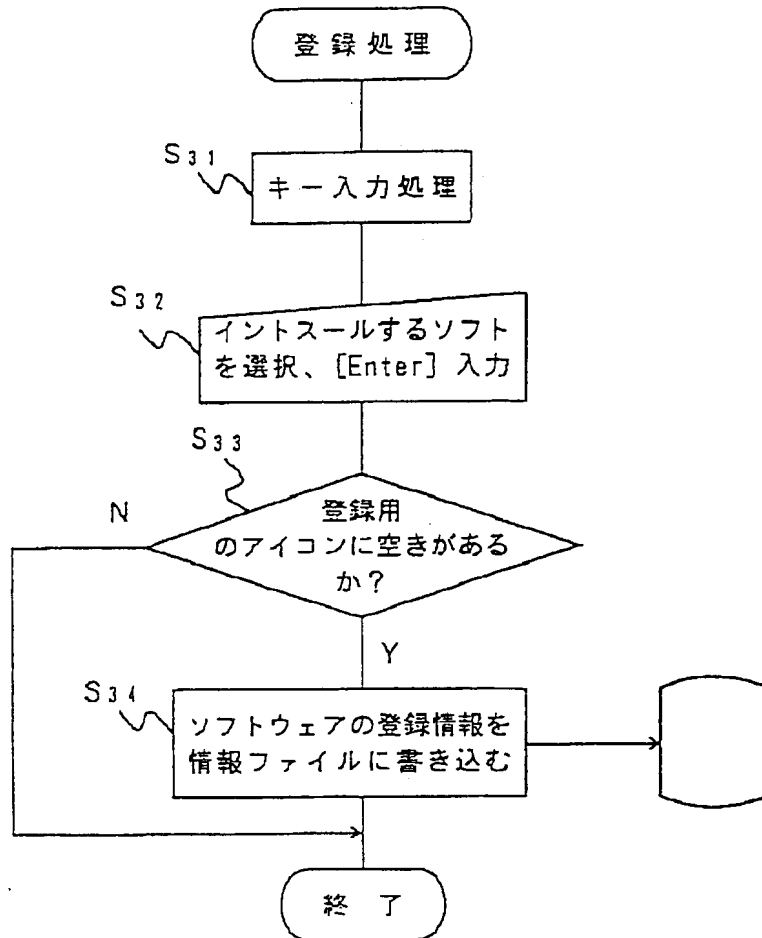 登録処理
S31
キー入力処理
S32
イントスールするソフト
を選択、[Enter] 入力
S33
登録用
のアイコンに空きがある
か?
N
Y
S34
ソフトウェアの登録情報を
情報ファイルに書き込む
終了